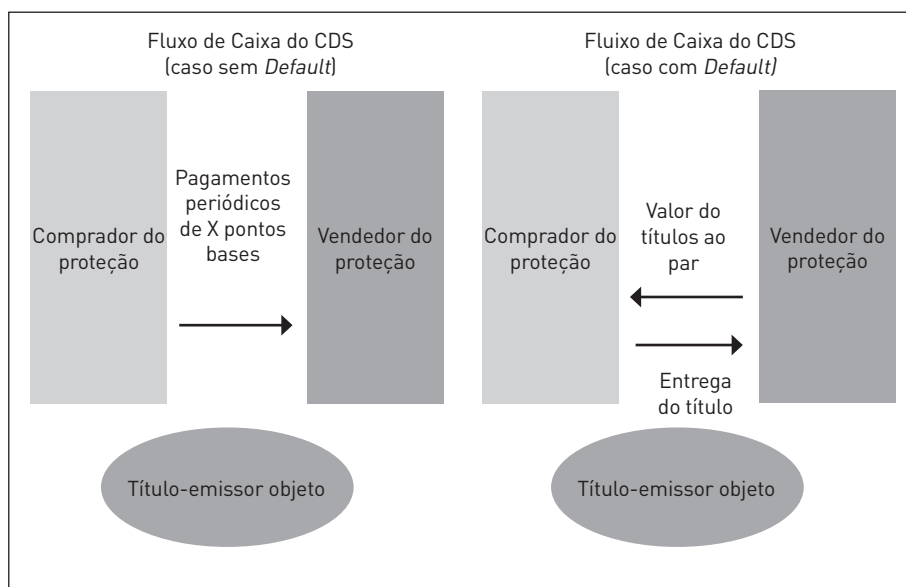 Fluxo de Caixa do CDS
(caso sem Default)
Comprador do
proteção
Pagamentos
periódicos
de X pontos
bases
Vendedor do
proteção
Título-emissor objeto
Fluixo de Caixa do CDS
(caso com Default)
Comprador do
proteção
Valor do
títulos ao
par
Entrega
do título
Vendedor do
proteção
Título-emissor objeto